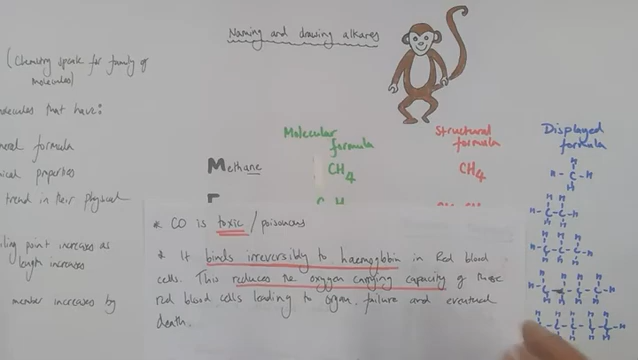 Naming and drawing alkanes
(Chemistry speak for family of
molecules)
molecules that have:
formula
properties
trend in their physical
point increases as
length increases
member increases by
Molecular
formula
Structural
formula
Displayed
formula
Methane
CH4
CH4
* CO is toxic / poisonous
* It binds irreversibly to haemoglobin in Red blood
cells. This reduces the oxygen carrying capacity of these
red blood cells leading to organ failure and eventual
death.